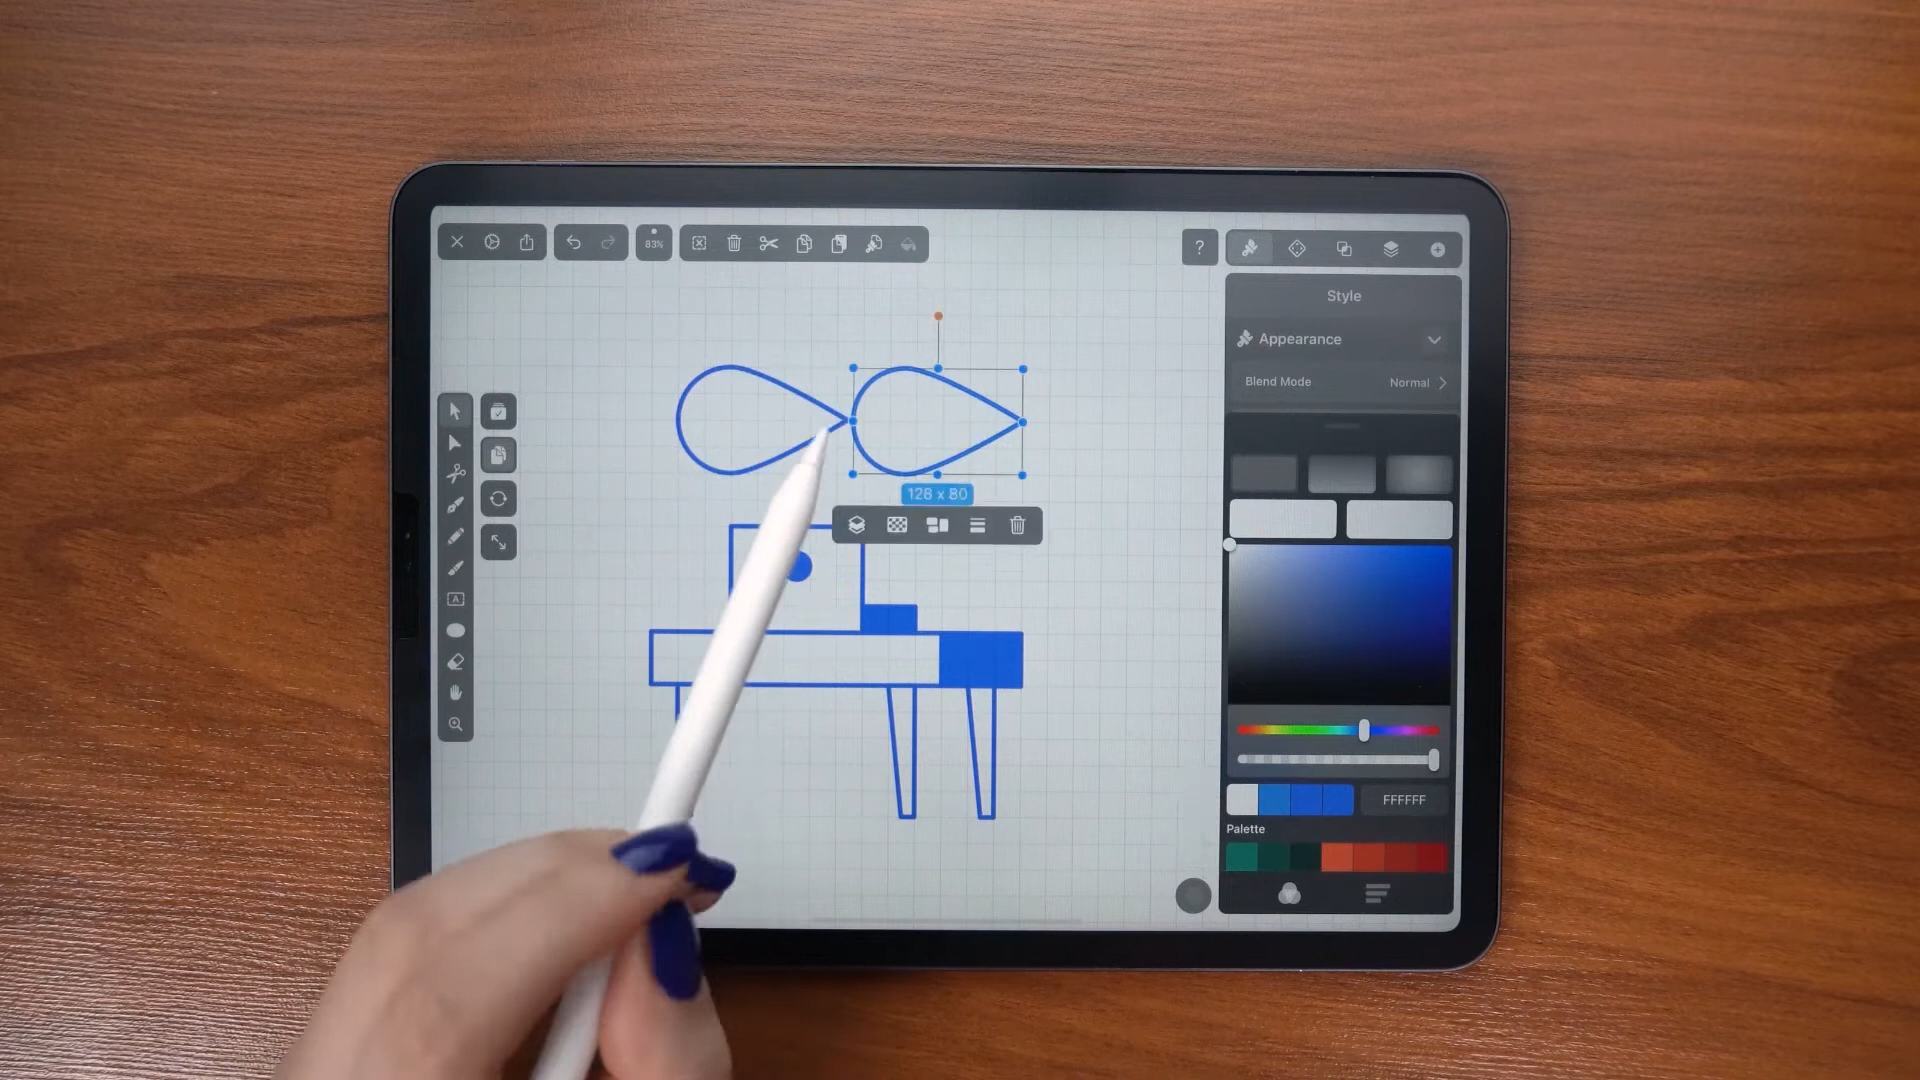 83%
?
Style
Appearance
Blend Mode Normal
128 x 80
A
FFFFFF
Palette